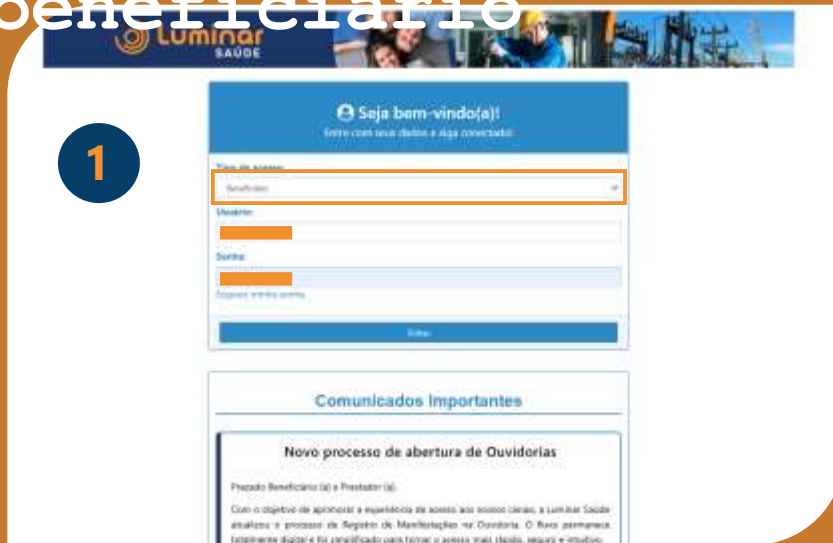 beneficiário
Luminar
SAÚDE
Seja bem-vindo(a)!
Entre com seus dados e siga conectado!
1
Tipo de acesso:
Beneficiário
Usuário:
Senha:
Esqueci minha senha
Entrar
Comunicados Importantes
Novo processo de abertura de Ouvidorias
Prezado Beneficiário (a) e Prestador (a),
Com o objetivo de aprimorar a experiência de acesso aos nossos canais, a Luminar Saúde
atualizou o processo de Registro de Manifestações na Ouvidoria. O fluxo permanece
totalmente digital e foi simplificado para tornar o acesso mais rápido, seguro e intuitivo.